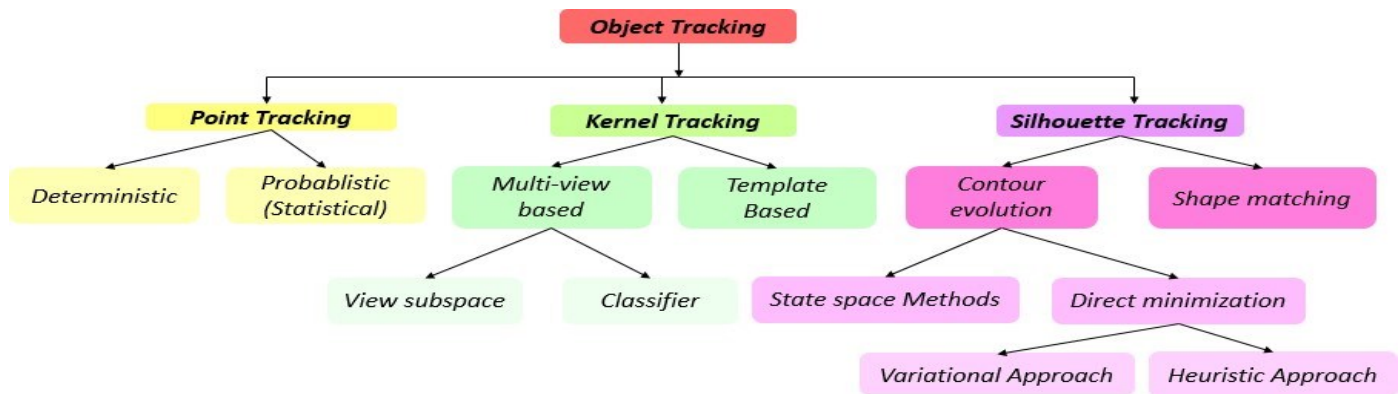 Object Tracking
Point Tracking
Kernel Tracking
Silhouette Tracking
Deterministic
Probablistic
(Statistical)
Multi-view
based
Template
Based
Contour
evolution
Shape matching
View subspace
Classifier
State space Methods
Direct minimization
Variational Approach
Heuristic Approach